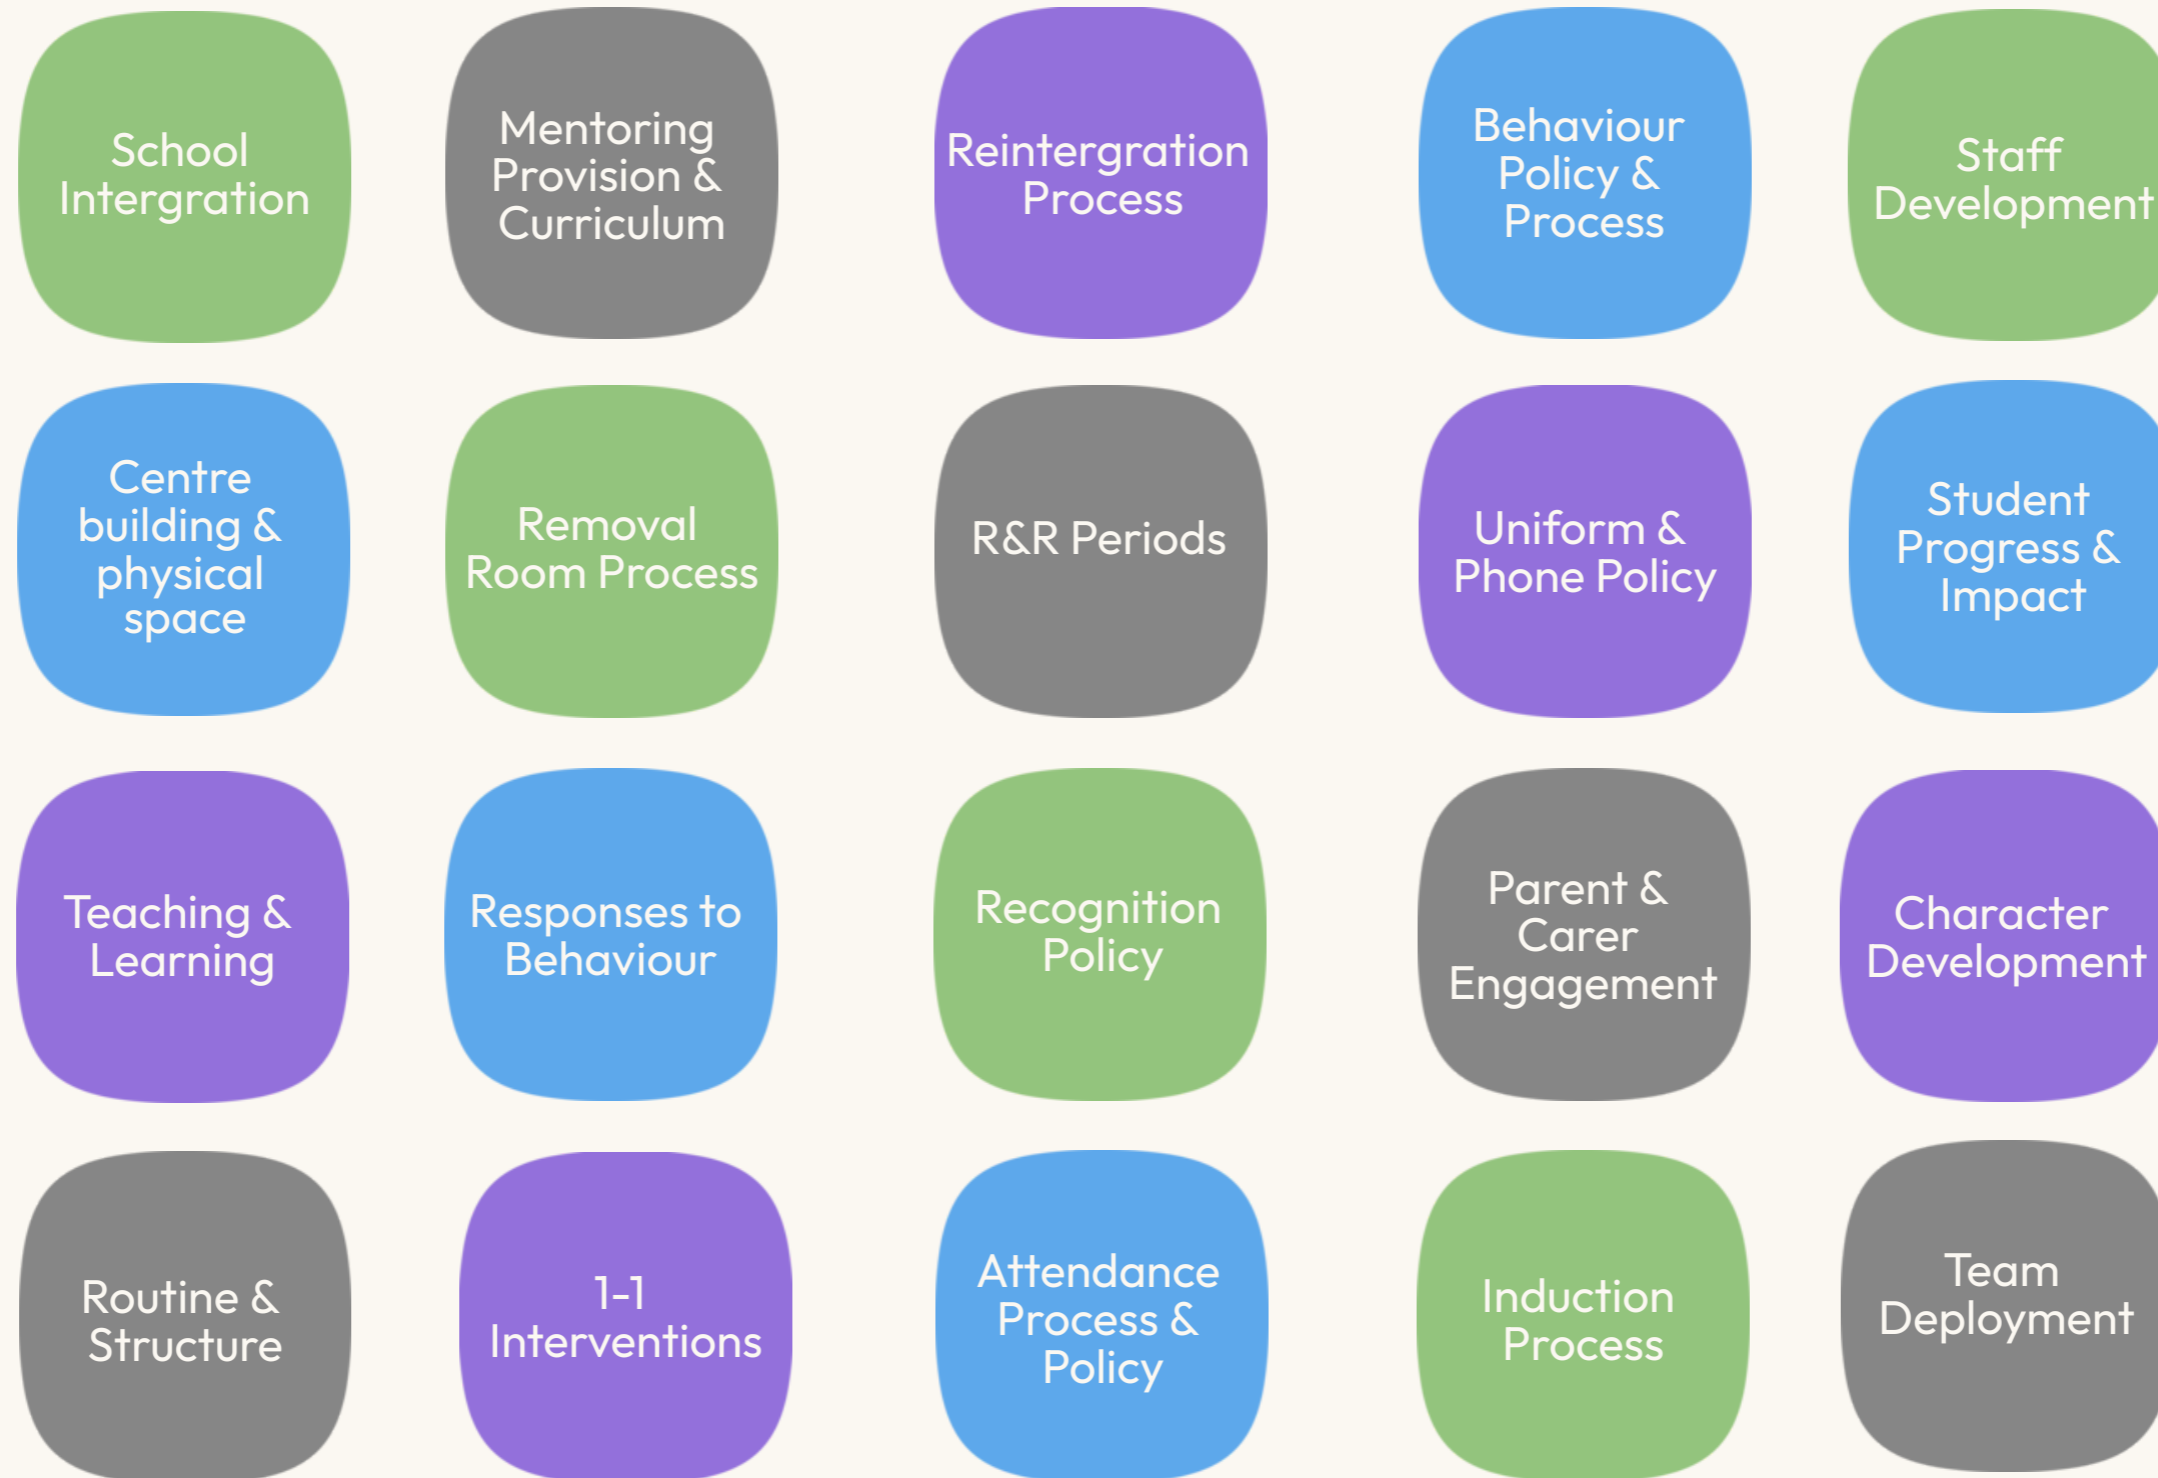 School
Intergration
Mentoring
Provision &
Curriculum
Reintergration
Process
Behaviour
Policy &
Process
Staff
Development
Centre
building &
physical
space
Removal
Room Process
R&R Periods
Uniform &
Phone Policy
Student
Progress &
Impact
Teaching &
Learning
Responses to
Behaviour
Recognition
Policy
Parent &
Carer
Engagement
Character
Development
Routine &
Structure
1-1
Interventions
Attendance
Process &
Policy
Induction
Process
Team
Deployment